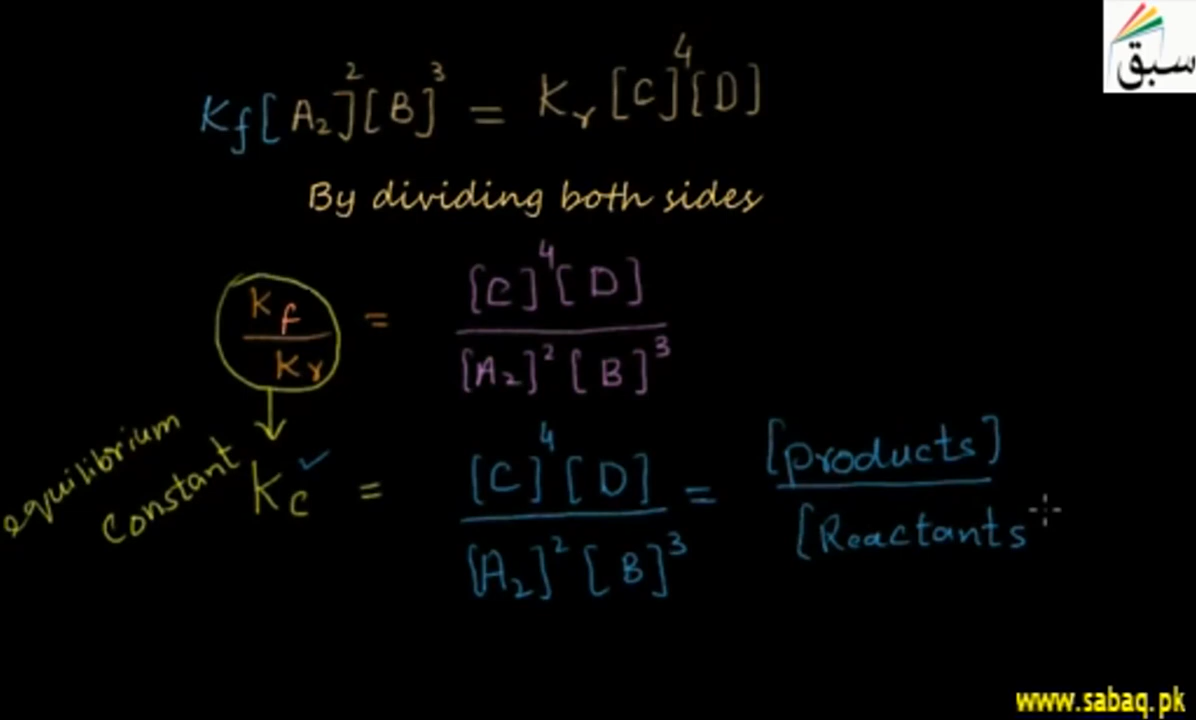 سبق
Kf[A₂]²[B]³ = Kr[C]⁴[D]
By dividing both sides
Kf/Kr = [C]⁴[D]/[A₂]²[B]³
equilibrium constant Kc ✓ = [C]⁴[D]/[A₂]²[B]³ = [products]/[Reactants
www.sabaq.pk